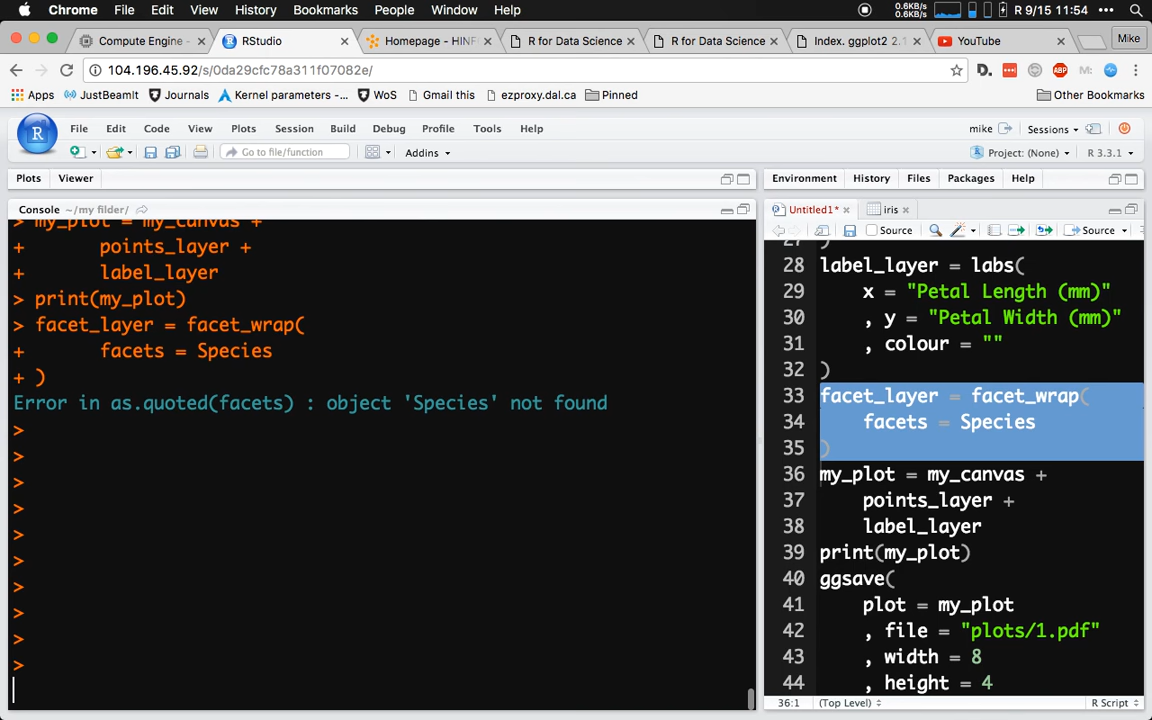 Chrome File Edit View History Bookmarks People Window Help 0.6KB/s 0.6KB/s R 9/15 11:54
Compute Engine - RStudio Homepage - HINF R for Data Science R for Data Science Index. ggplot2 2.1 YouTube Mike
104.196.45.92/s/0da29cfc78a311f07082e/ D. ABP M:
Apps JustBeamIt Journals Kernel parameters -... WoS Gmail this ezproxy.dal.ca Pinned Other Bookmarks
R File Edit Code View Plots Session Build Debug Profile Tools Help mike Sessions
Go to file/function Addins Project: (None) R 3.3.1
Plots Viewer
Console ~/my filder/
> my_plot = my_canvas +
+ points_layer +
+ label_layer
> print(my_plot)
> facet_layer = facet_wrap(
+ facets = Species
+ )
Error in as.quoted(facets) : object 'Species' not found
>
>
>
>
>
>
>
>
>
>
Environment History Files Packages Help
Untitled1* iris
Source Source
27 )
28 label_layer = labs(
29 x = "Petal Length (mm)"
30 , y = "Petal Width (mm)"
31 , colour = ""
32 )
33 facet_layer = facet_wrap(
34 facets = Species
35 )
36 my_plot = my_canvas +
37 points_layer +
38 label_layer
39 print(my_plot)
40 ggsave(
41 plot = my_plot
42 , file = "plots/1.pdf"
43 , width = 8
44 , height = 4
36:1 (Top Level) R Script